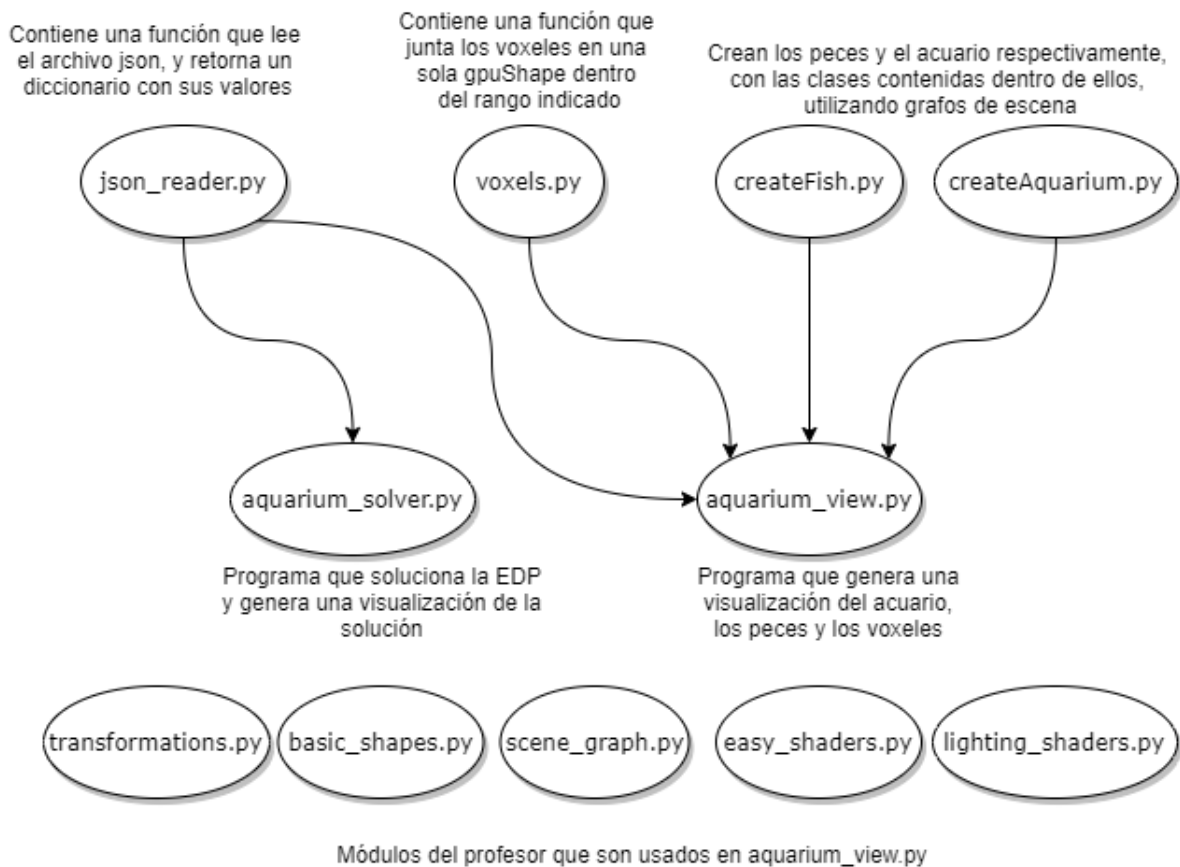 Contiene una función que lee
el archivo json, y retorna un
diccionario con sus valores
Contiene una función que
junta los voxeles en una
sola gpuShape dentro
del rango indicado
Crean los peces y el acuario respectivamente,
con las clases contenidas dentro de ellos,
utilizando grafos de escena
json_reader.py
voxels.py
createFish.py
createAquarium.py
aquarium_solver.py
aquarium_view.py
Programa que soluciona la EDP
y genera una visualización de la
solución
Programa que genera una
visualización del acuario,
los peces y los voxeles
transformations.py
basic_shapes.py
scene_graph.py
easy_shaders.py
lighting_shaders.py
Módulos del profesor que son usados en aquarium_view.py